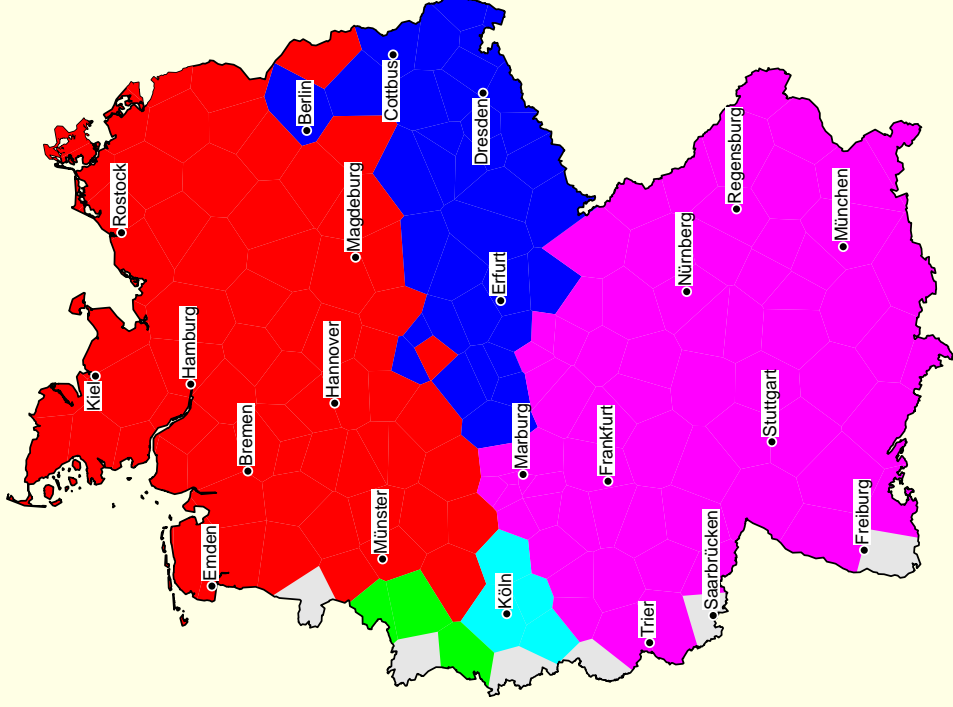 Kiel
Rostock
Hamburg
Emden
Bremen
Berlin
Hannover
Magdeburg
Münster
Cottbus
Dresden
Erfurt
Köln
Marburg
Frankfurt
Trier
Nürnberg
Saarbrücken
Regensburg
Stuttgart
München
Freiburg